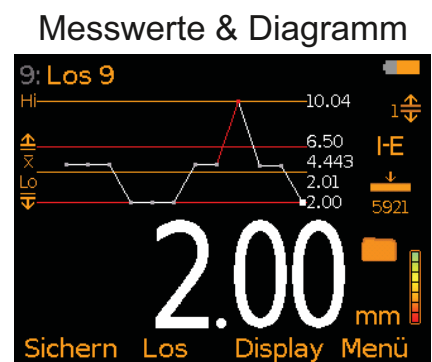 Messwerte & Diagramm
9: Los 9
Hi 10.04
1
6.50
I-E
x̄ 4.443
Lo 2.01
2.00
5921
2.00
mm
Sichern Los Display Menü